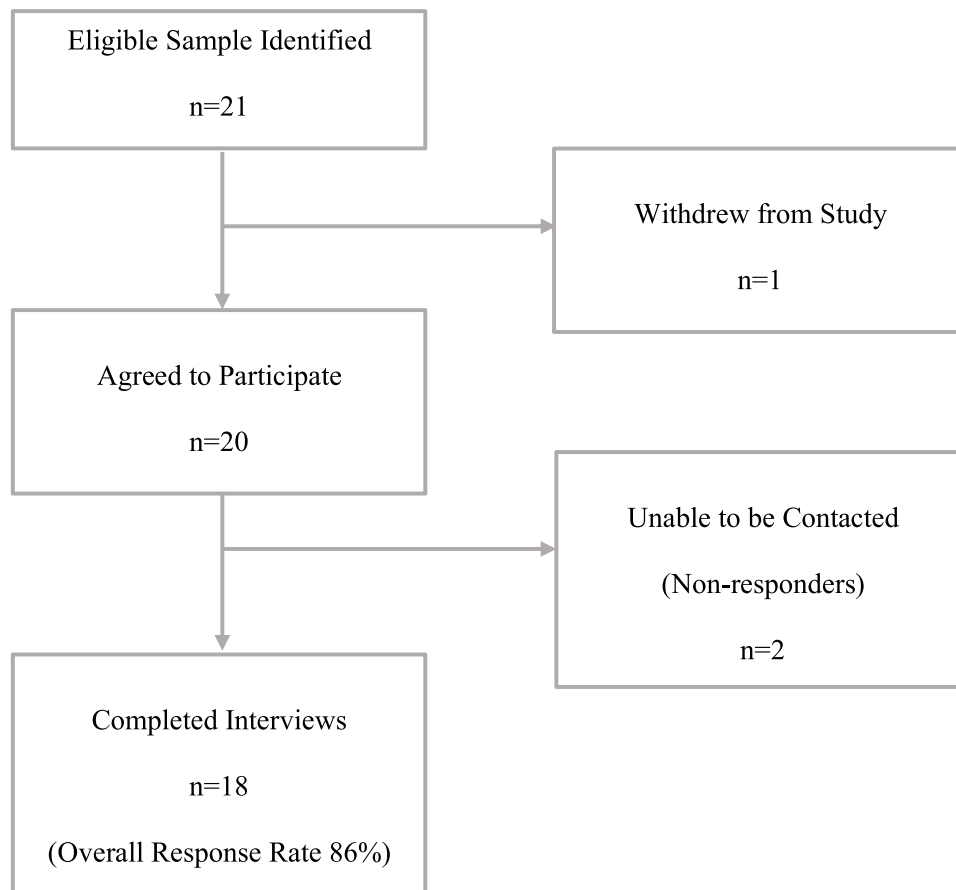 Eligible Sample Identified
n=21
Withdrew from Study
n=1
Agreed to Participate
n=20
Unable to be Contacted
(Non-responders)
n=2
Completed Interviews
n=18
(Overall Response Rate 86%)